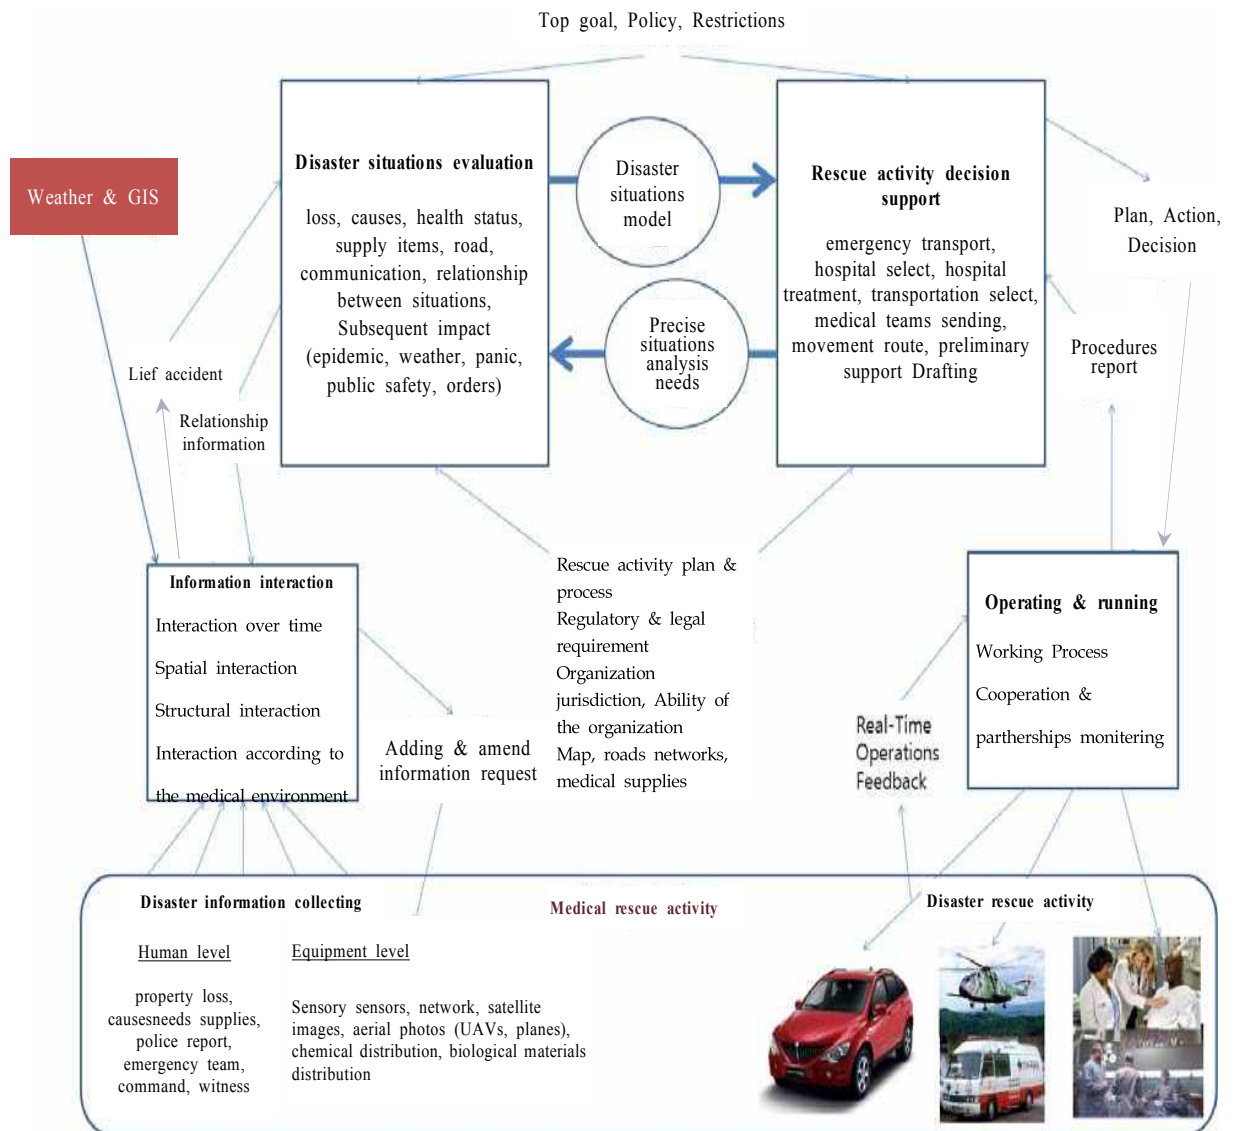 Top goal, Policy, Restrictions
Weather & GIS
Disaster situations evaluation
loss, causes, health status,
supply items, road,
communication, relationship
between situations,
Subsequent impact
(epidemic, weather, panic,
public safety, orders)
Disaster
situations
model
Precise
situations
analysis
needs
Rescue activity decision
support
emergency transport,
hospital select, hospital
treatment, transportation select,
medical teams sending,
movement route, preliminary
support Drafting
Plan, Action,
Decision
Procedures
report
Lief accident
Relationship
information
Information interaction
Interaction over time
Spatial interaction
Structural interaction
Interaction according to
the medical environment
Adding & amend
information request
Rescue activity plan &
process
Regulatory & legal
requirement
Organization
jurisdiction, Ability of
the organization
Map, roads networks,
medical supplies
Operating & running
Working Process
Cooperation &
partherships monitering
Real-Time
Operations
Feedback
Disaster information collecting
Medical rescue activity
Disaster rescue activity
Human level
property loss,
causesneeds supplies,
police report,
emergency team,
command, witness
Equipment level
Sensory sensors, network, satellite
images, aerial photos (UAVs, planes),
chemical distribution, biological materials
distribution